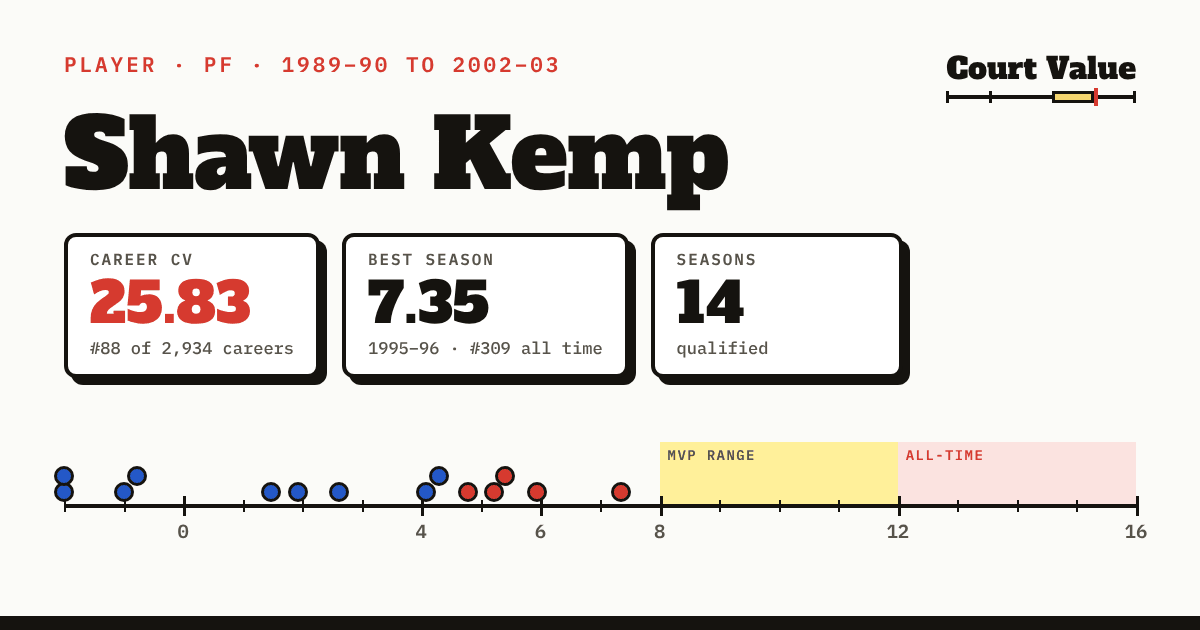 PLAYER · PF · 1989–90 TO 2002–03
Court Value
Shawn Kemp
CAREER CV
25.83
#88 of 2,934 careers
BEST SEASON
7.35
1995–96 · #309 all time
SEASONS
14
qualified
MVP RANGE
ALL-TIME
0 4 6 8 12 16